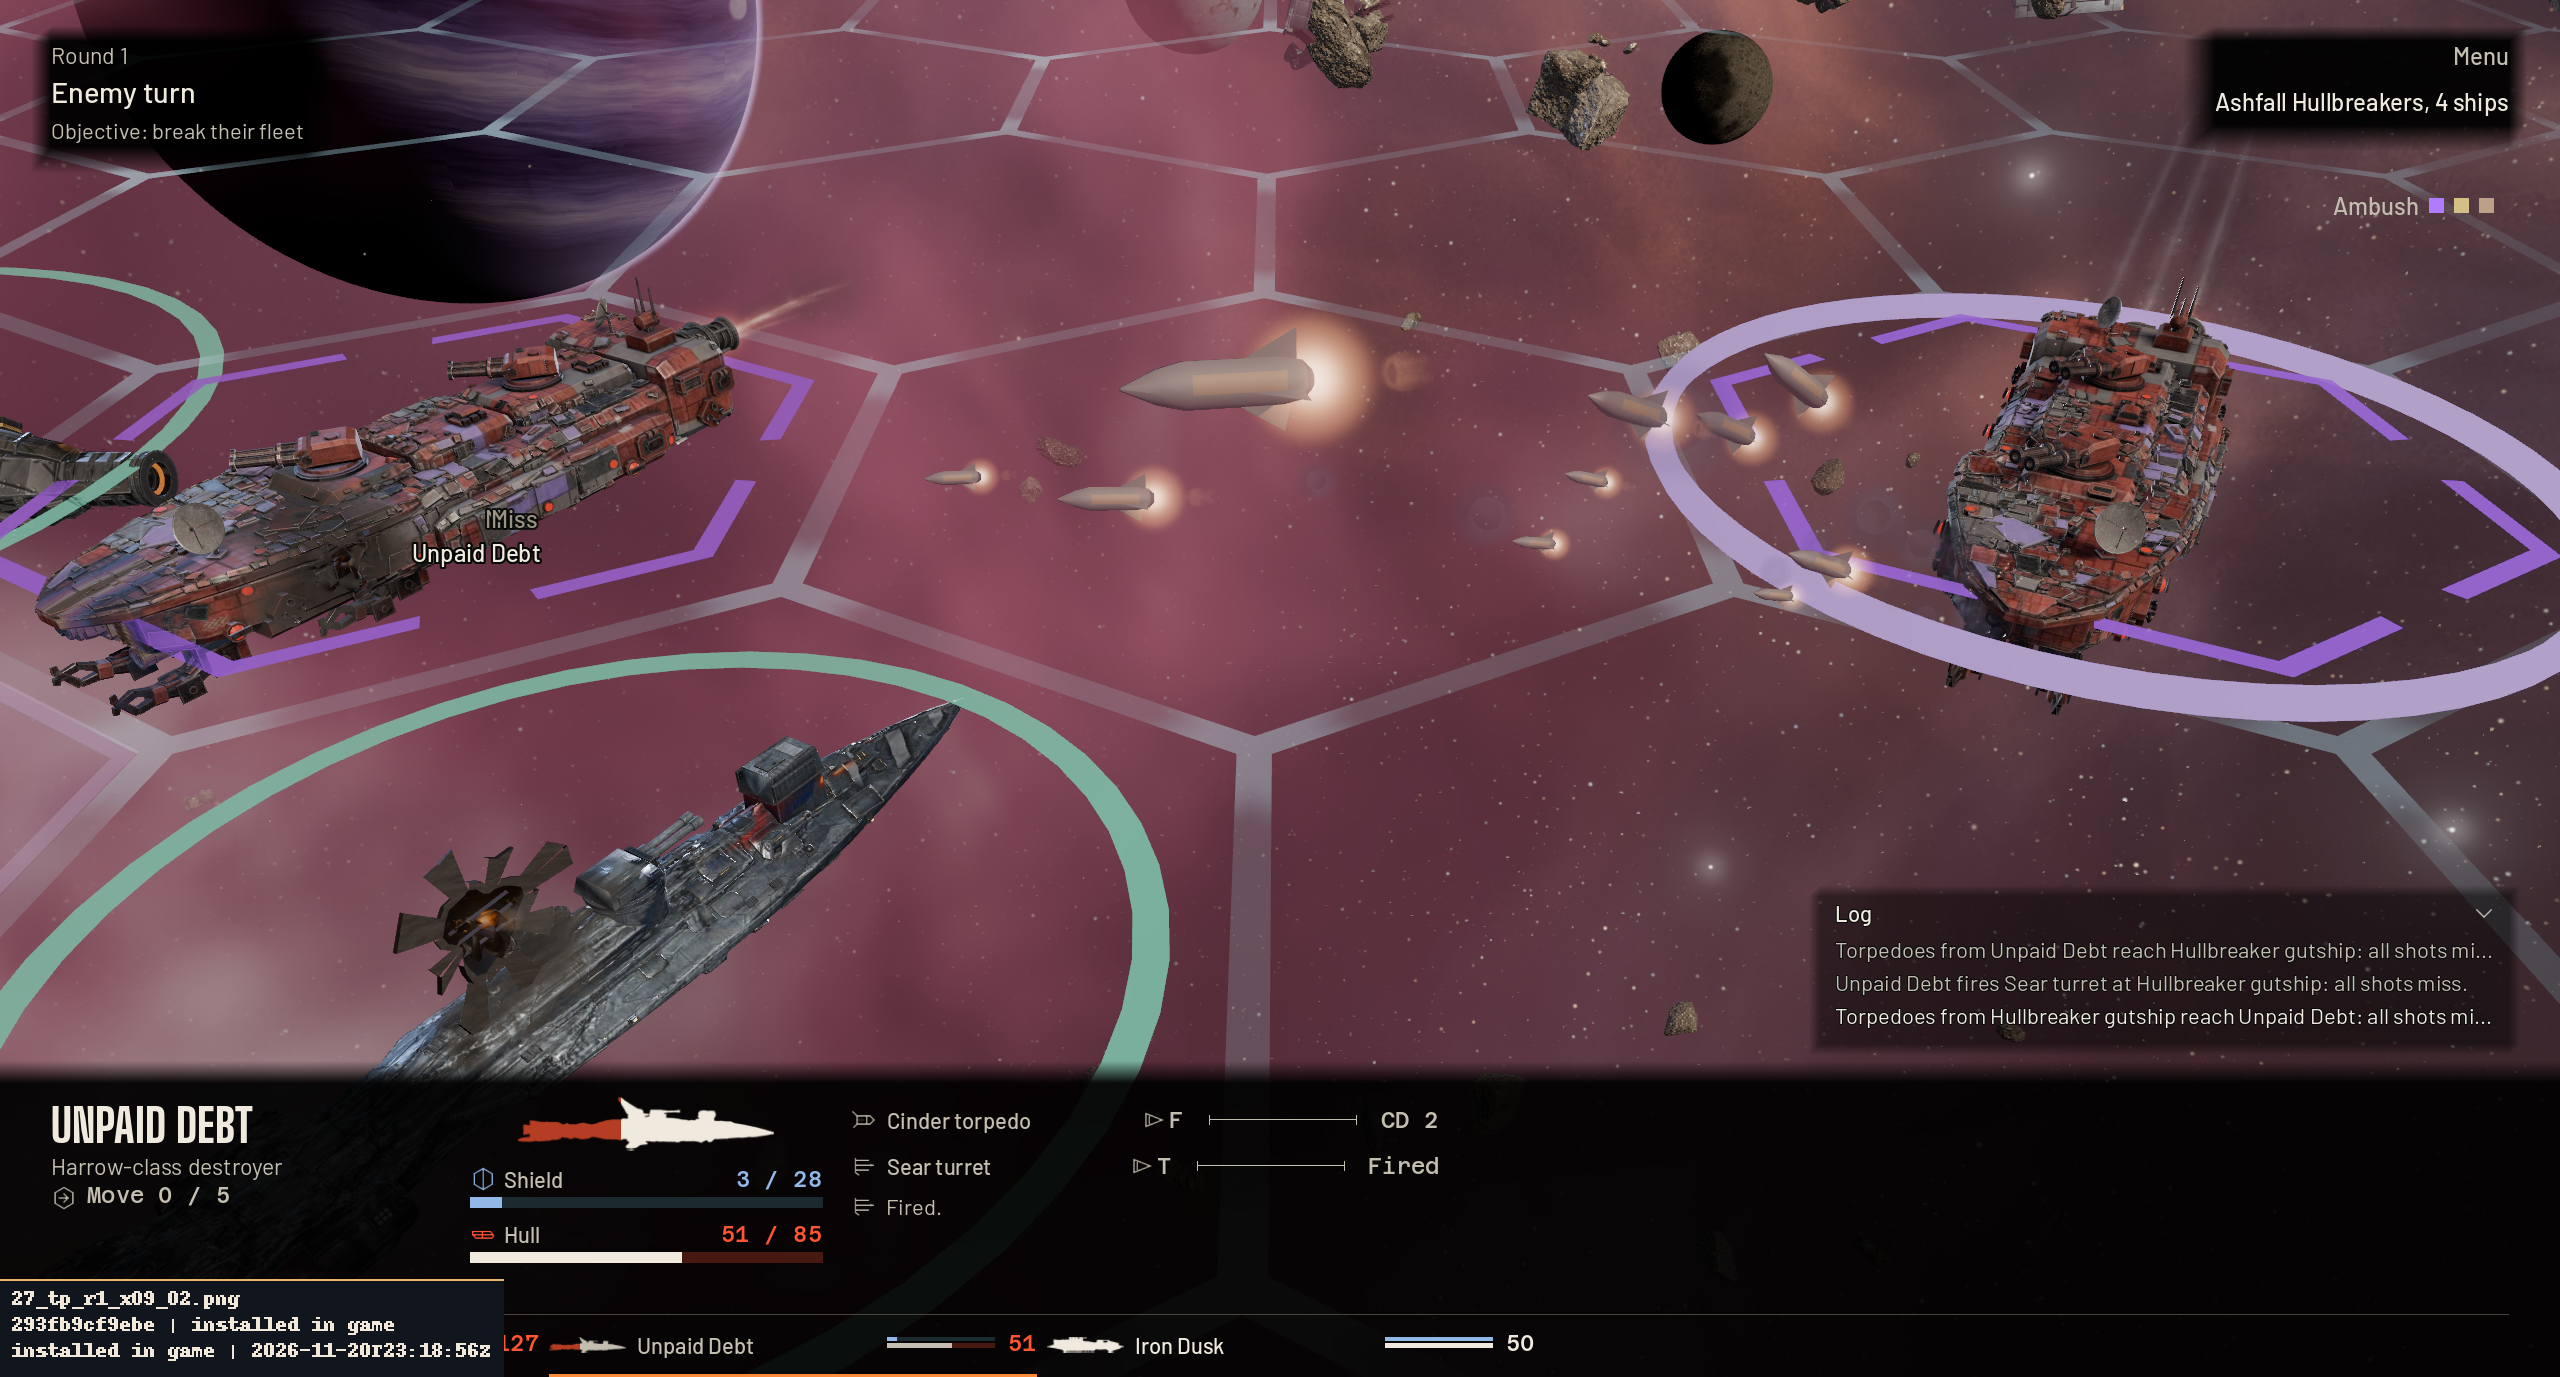 Round 1
Enemy turn
Objective: break their fleet
Menu
Ashfall Hullbreakers, 4 ships
Ambush
Miss
Unpaid Debt
Log
Torpedoes from Unpaid Debt reach Hullbreaker gutship: all shots mi...
Unpaid Debt fires Sear turret at Hullbreaker gutship: all shots miss.
Torpedoes from Hullbreaker gutship reach Unpaid Debt: all shots mi...
UNPAID DEBT
Harrow-class destroyer
Move 0 / 5
Shield 3 / 28
Hull 51 / 85
Cinder torpedo F CD 2
Sear turret T Fired
Fired.
27_tp_r1_x09_02.png
293fb9cf9ebe | installed in game
installed in game | 2026-11-20T23:18:56Z
127 Unpaid Debt 51 Iron Dusk 50